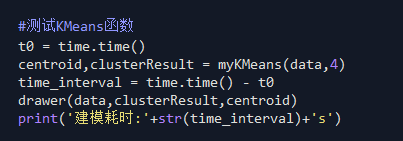 #测试KMeans函数
t0 = time.time()
centroid,clusterResult = myKMeans(data,4)
time_interval = time.time() - t0
drawer(data,clusterResult,centroid)
print('建模耗时:'+str(time_interval)+'s')